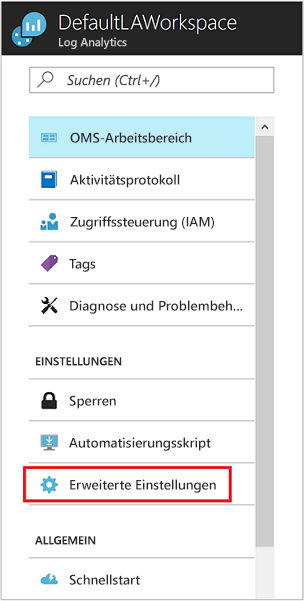 DefaultLAWorkspace
Log Analytics
Suchen (Ctrl+/)
OMS-Arbeitsbereich
Aktivitätsprotokoll
Zugriffssteuerung (IAM)
Tags
Diagnose und Problembeh...
EINSTELLUNGEN
Sperren
Automatisierungsskript
Erweiterte Einstellungen
ALLGEMEIN
Schnellstart